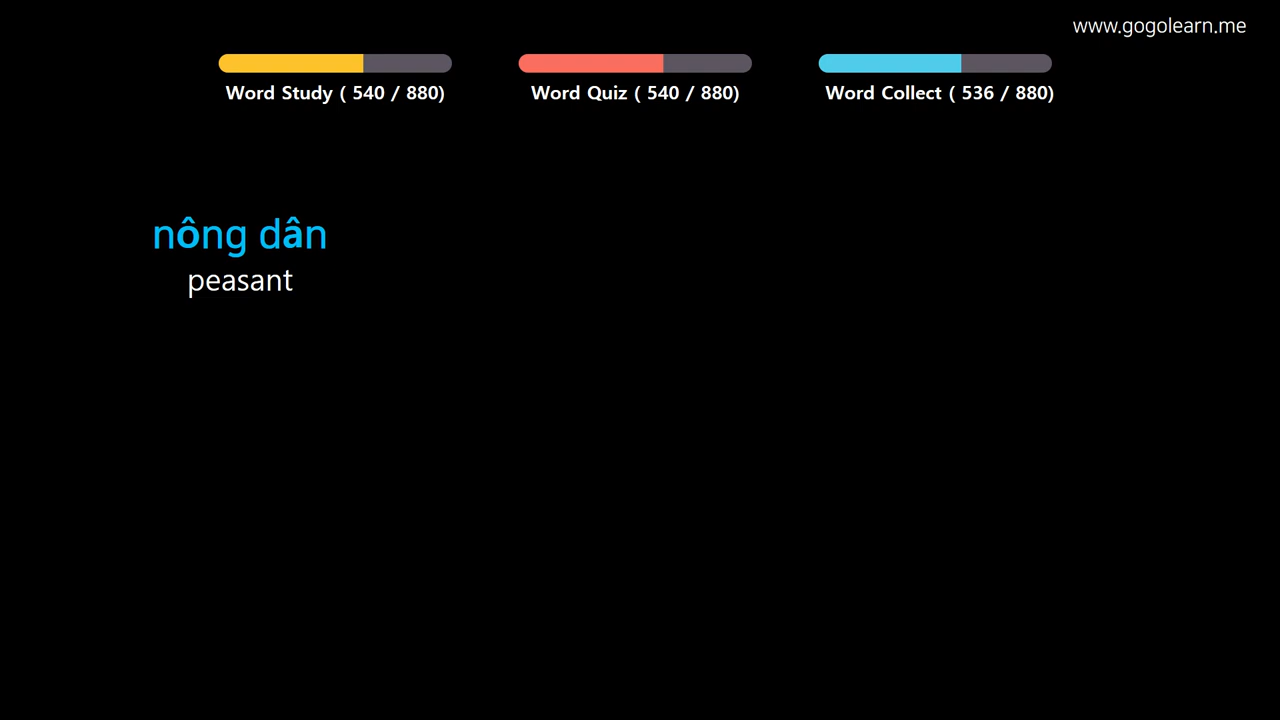 www.gogolearn.me
Word Study ( 540 / 880)
Word Quiz ( 540 / 880)
Word Collect ( 536 / 880)
nông dân
peasant